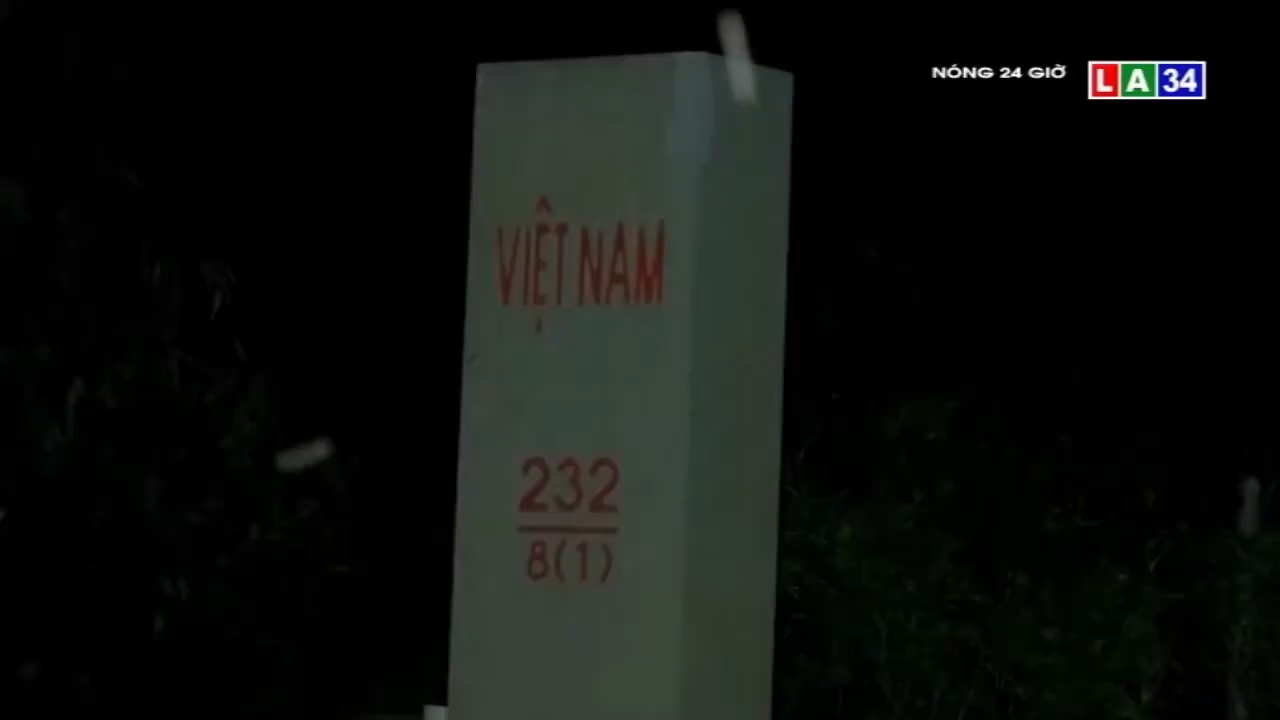 NÓNG 24 GIỜ
LA34
VIỆT NAM
232
8(1)